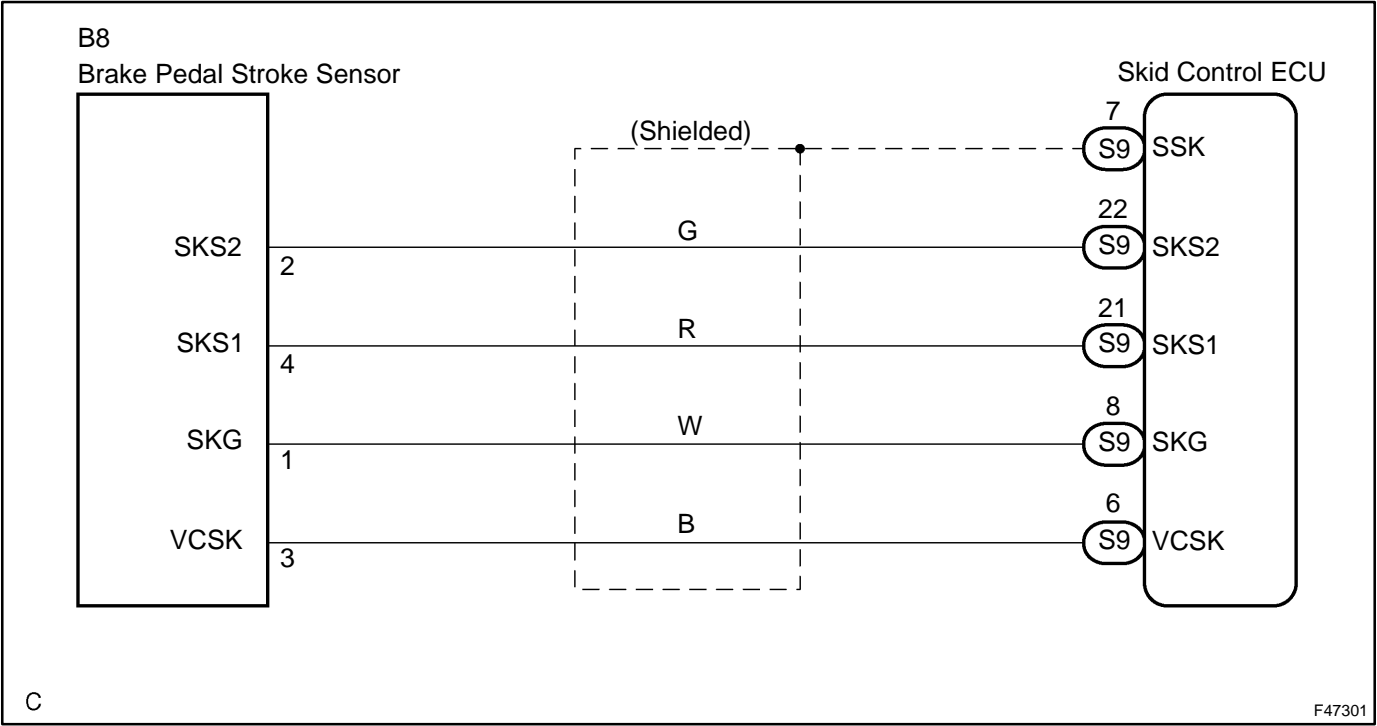 B8
Brake Pedal Stroke Sensor
Skid Control ECU
(Shielded)
7
S9 SSK
SKS2
2
G
22
S9 SKS2
SKS1
4
R
21
S9 SKS1
SKG
1
W
8
S9 SKG
VCSK
3
B
6
S9 VCSK
C
F47301